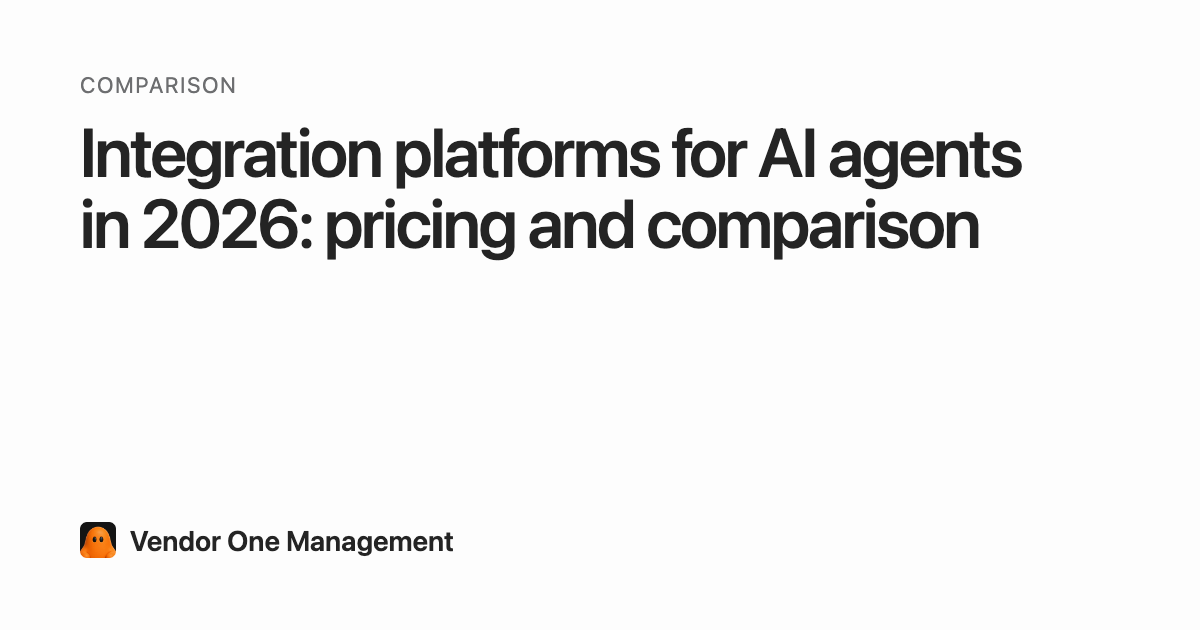 COMPARISON
Integration platforms for AI agents
in 2026: pricing and comparison
Vendor One Management